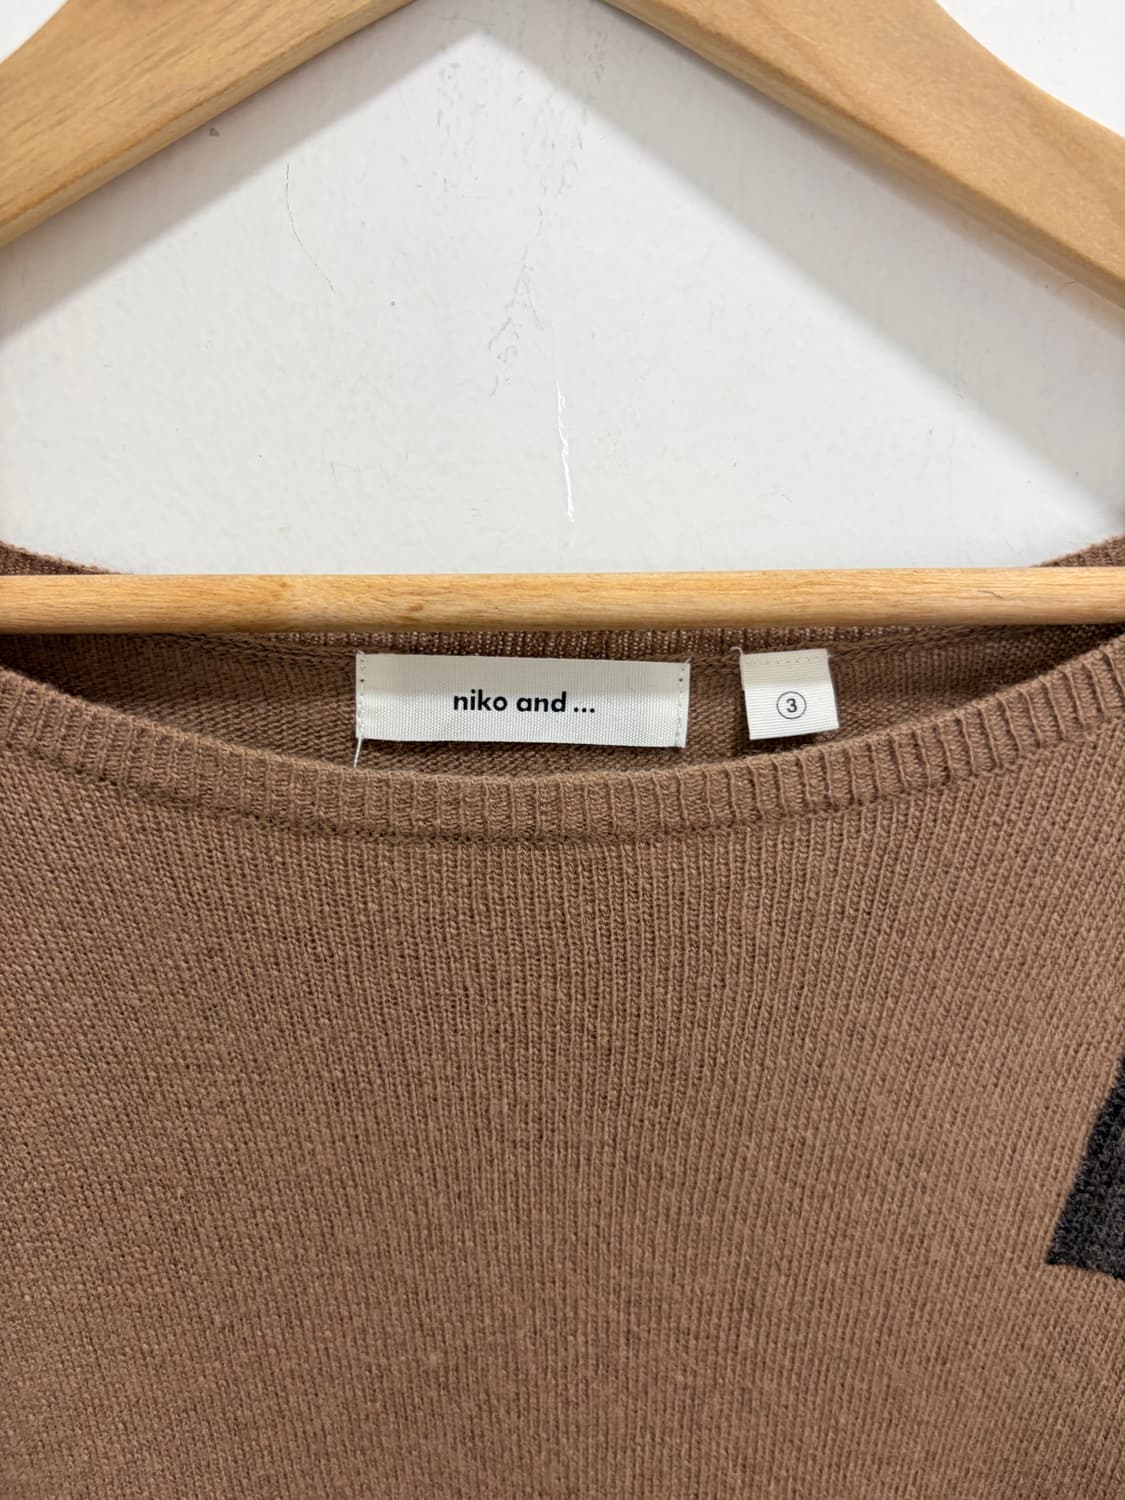 niko and ...
3